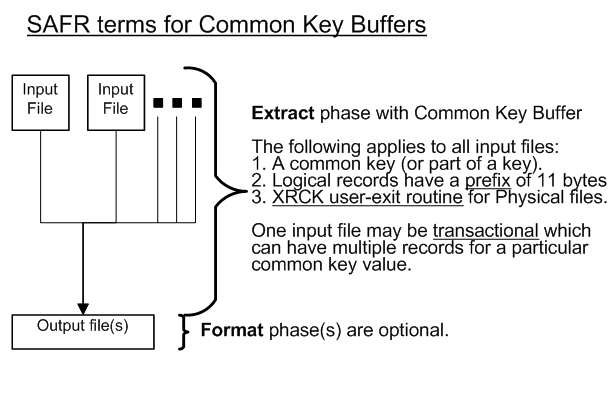 SAFR terms for Common Key Buffers
Input
File
Input
File
Extract phase with Common Key Buffer
The following applies to all input files:
1. A common key (or part of a key).
2. Logical records have a prefix of 11 bytes
3. XRCK user-exit routine for Physical files.
One input file may be transactional which
can have multiple records for a particular
common key value.
Output file(s)
Format phase(s) are optional.